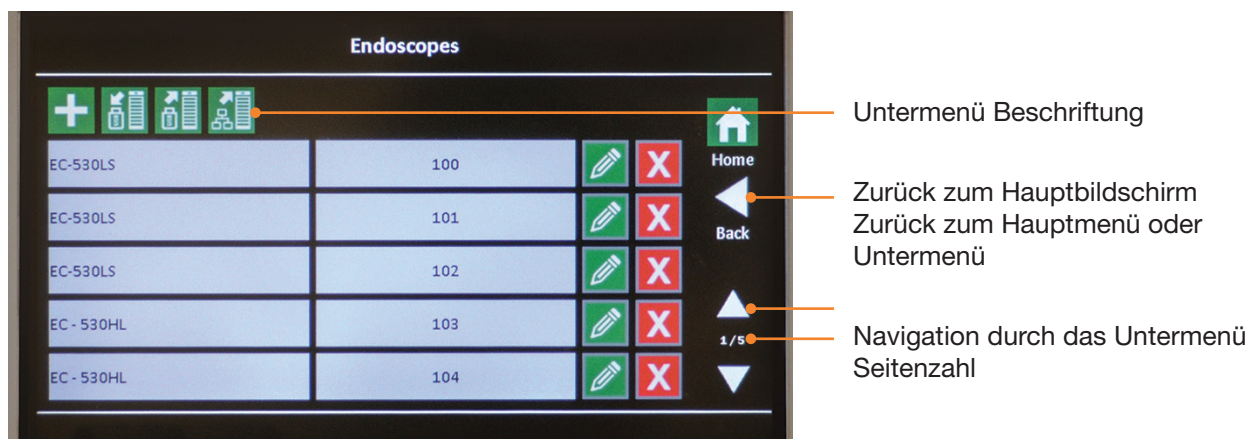 Endoscopes
Untermenü Beschriftung
Home
EC-530LS 100
Zurück zum Hauptbildschirm
Zurück zum Hauptmenü oder
Untermenü
EC-530LS 101
Back
EC-530LS 102
EC - 530HL 103
1/5
Navigation durch das Untermenü
Seitenzahl
EC - 530HL 104